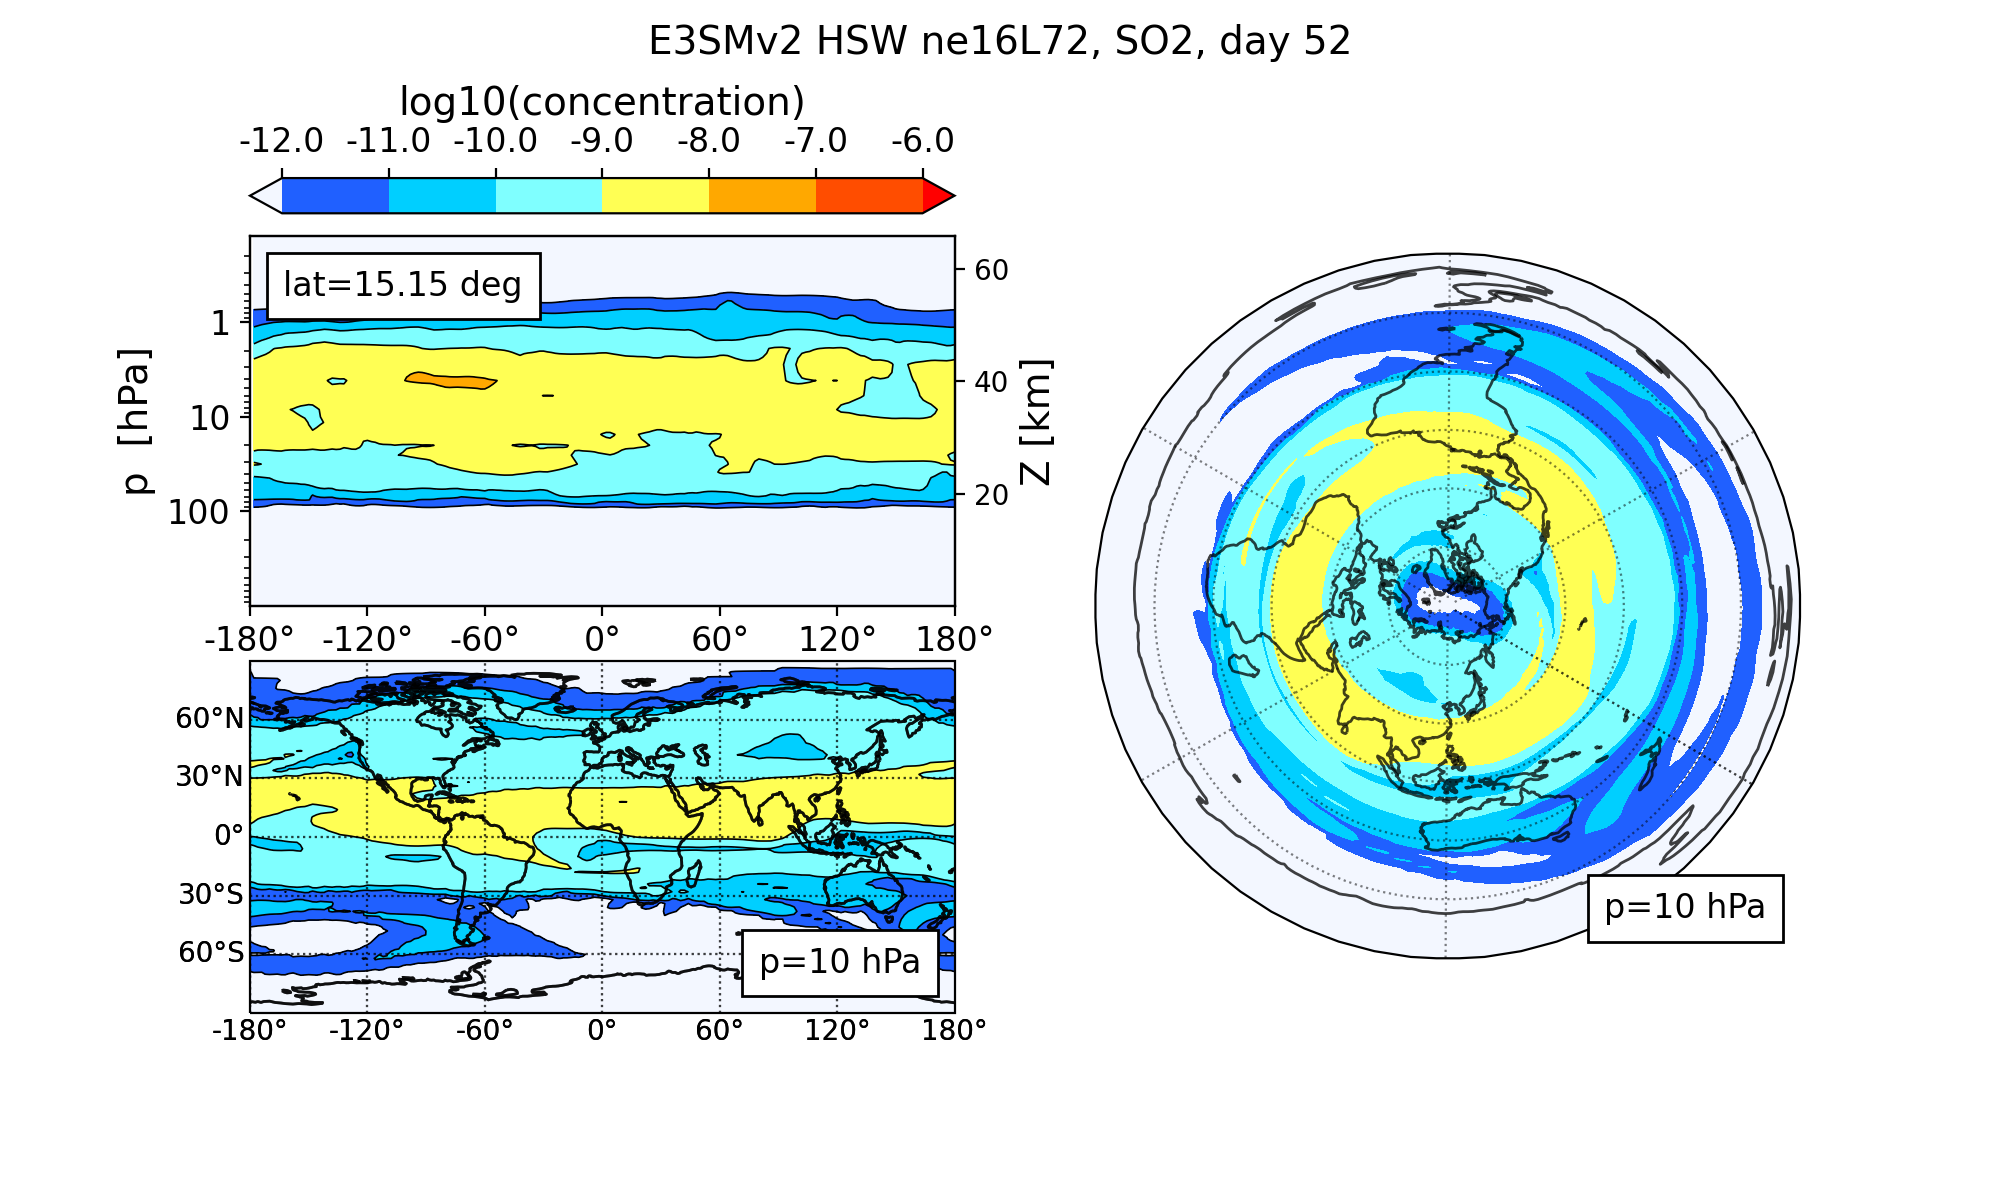 E3SMv2 HSW ne16L72, SO2, day 52
log10(concentration)
-12.0 -11.0 -10.0 -9.0 -8.0 -7.0 -6.0
lat=15.15 deg
p [hPa]
1
10
100
60
40
20
Z [km]
-180° -120° -60° 0° 60° 120° 180°
60°N
30°N
0°
30°S
60°S
p=10 hPa
-180° -120° -60° 0° 60° 120° 180°
p=10 hPa